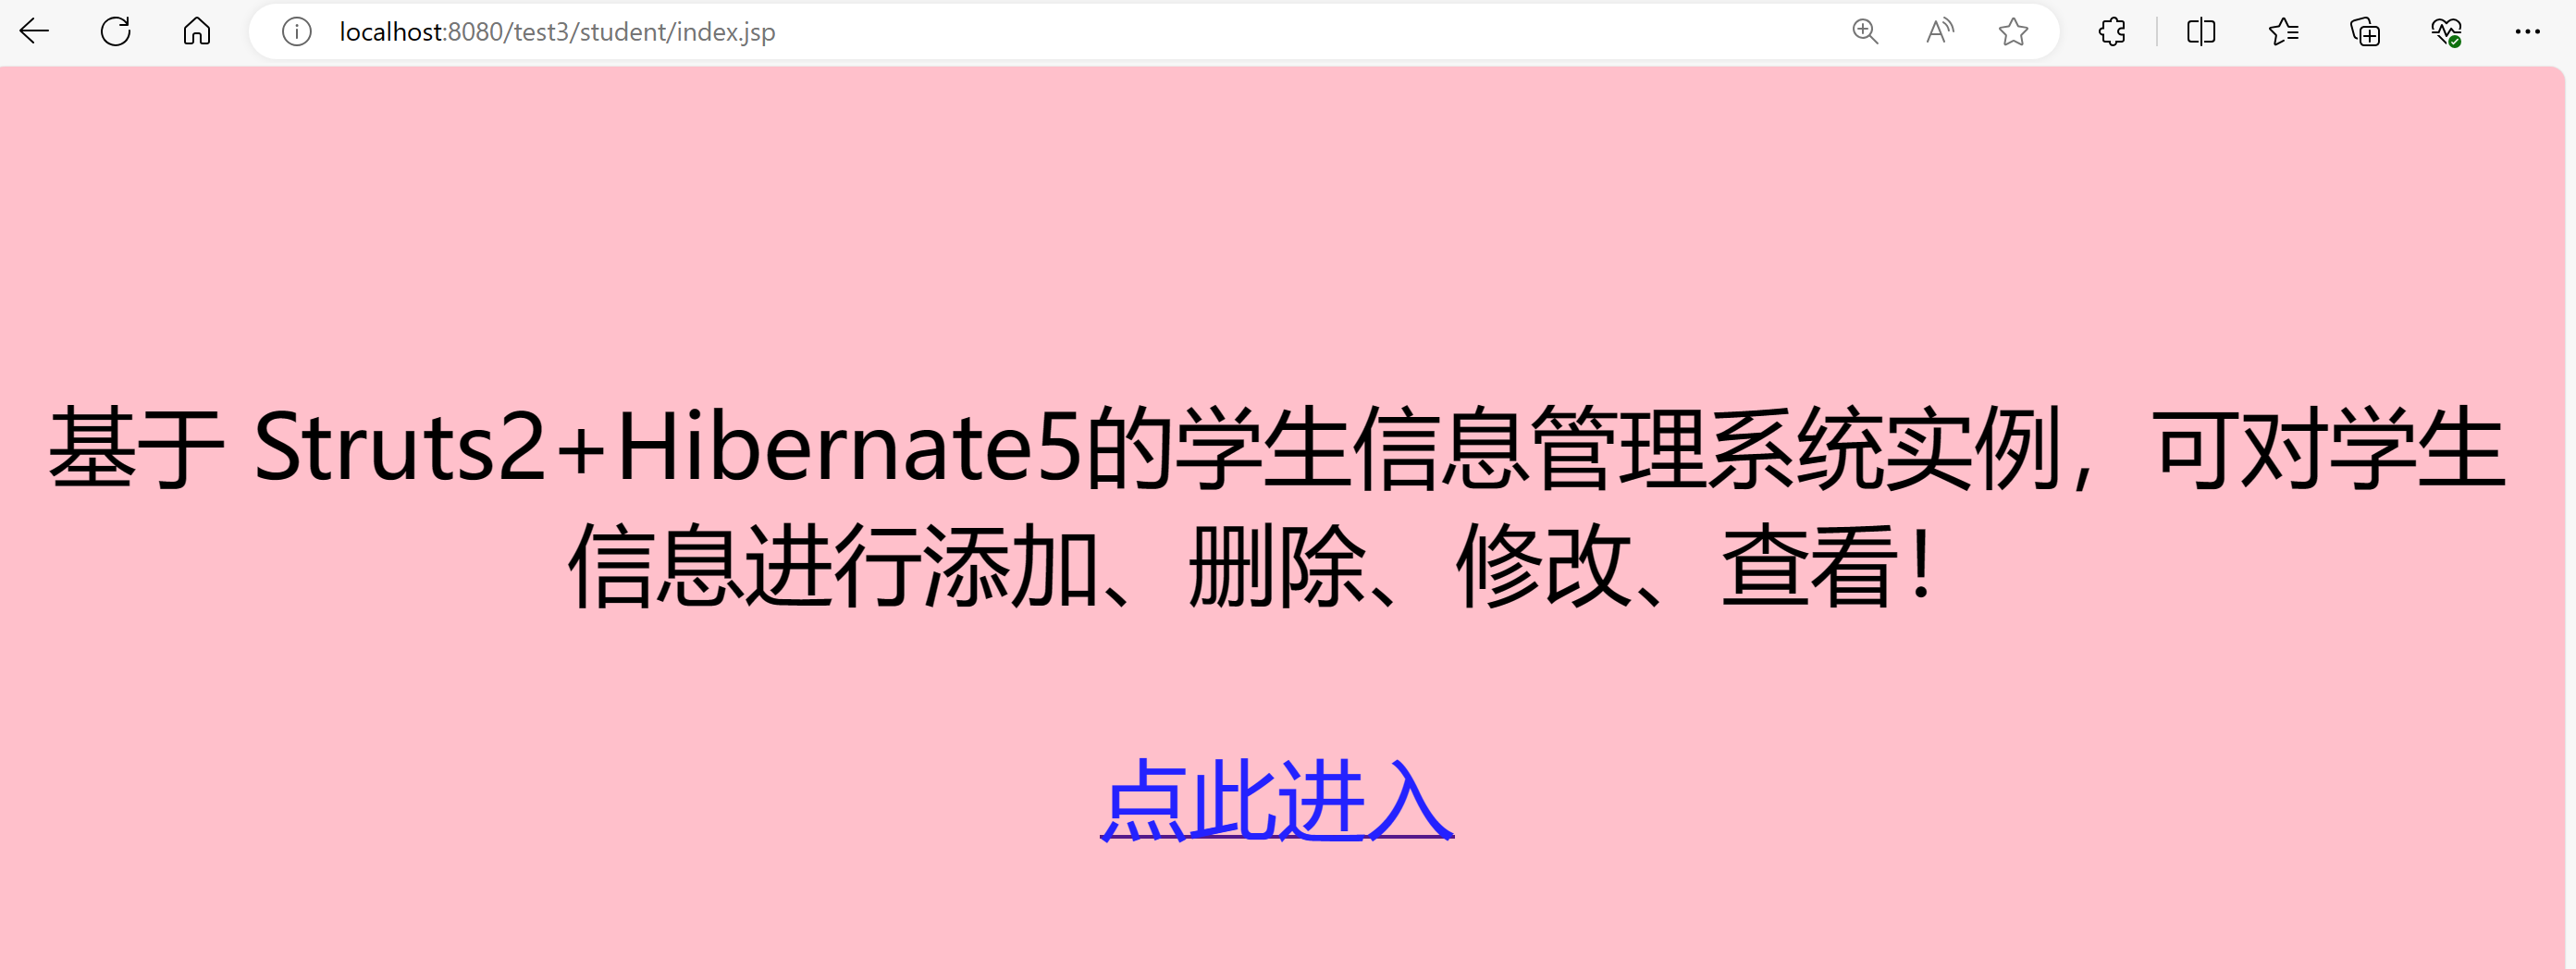 localhost:8080/test3/student/index.jsp
基于 Struts2+Hibernate5的学生信息管理系统实例，可对学生
信息进行添加、删除、修改、查看！
点此进入